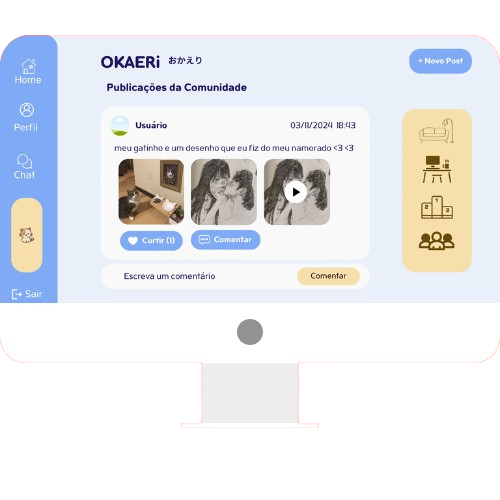 OKAERi おかえり
+ Novo Post
Publicações da Comunidade
Home
Perfil
Chat
Sair
Usuário
03/11/2024 18:43
meu gatinho e um desenho que eu fiz do meu namorado <3 <3
Curtir (1)
Comentar
Escreva um comentário
Comentar